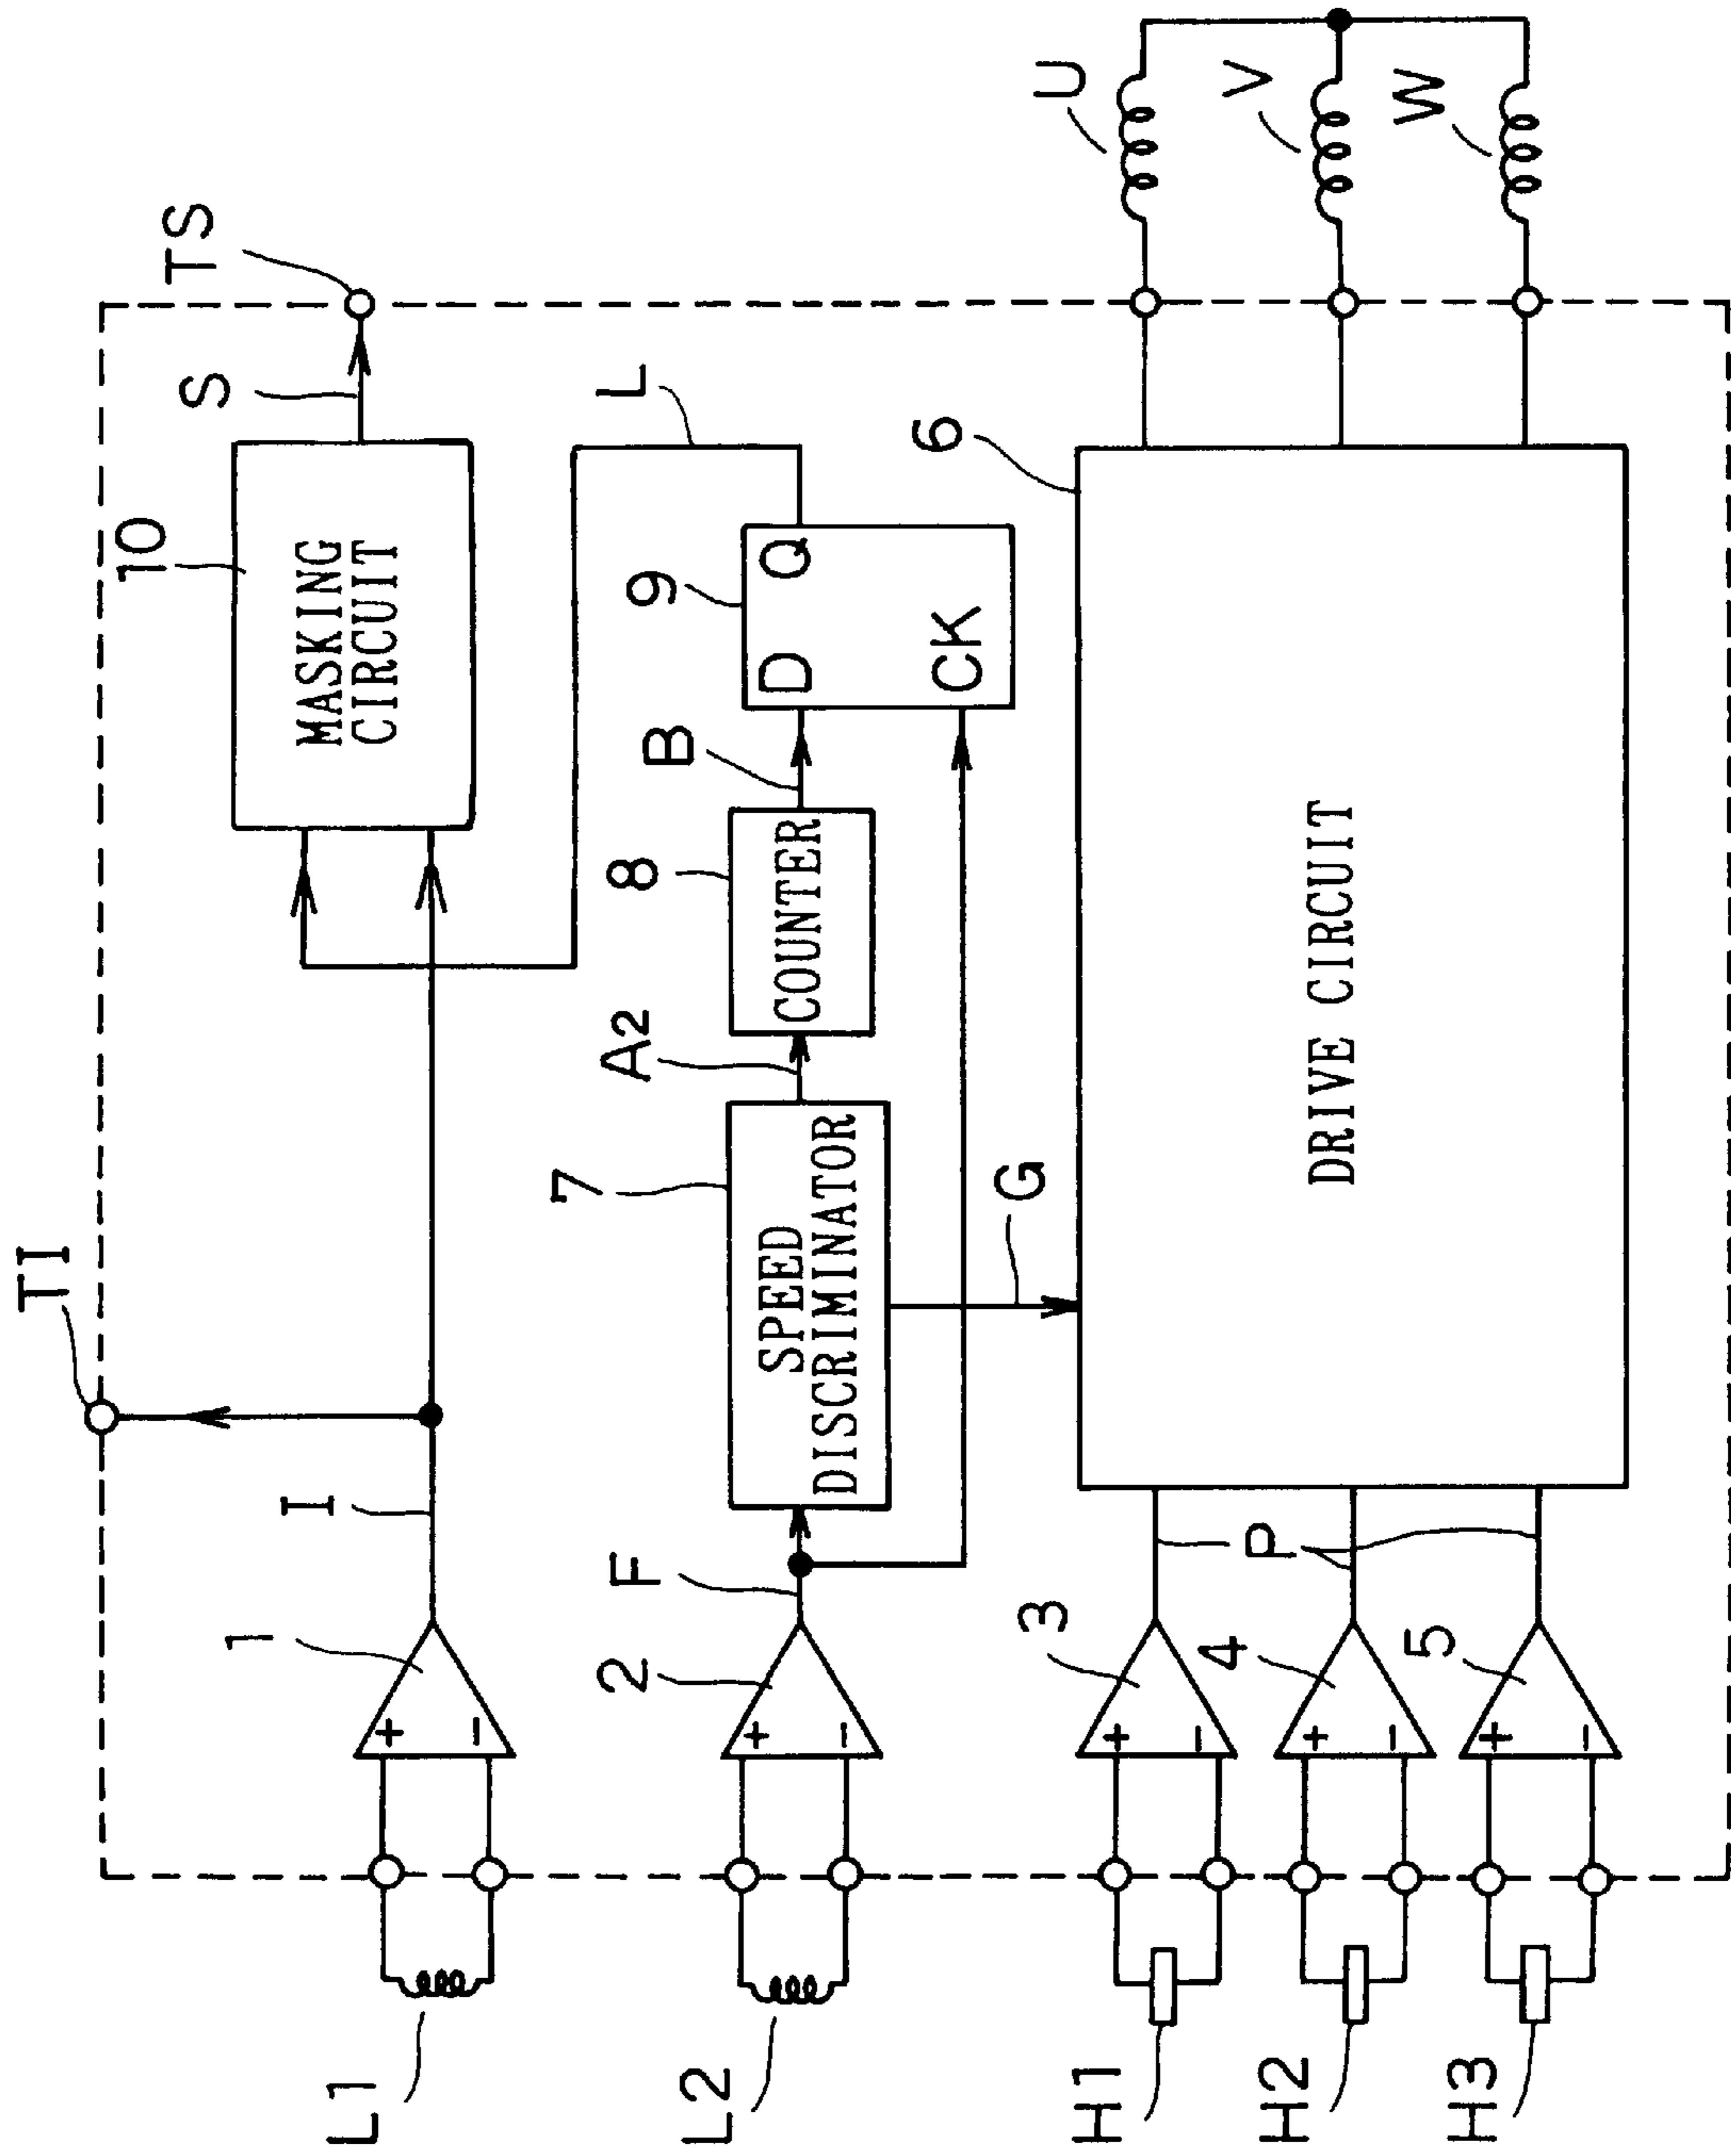 TI
TS
I
1
+
−
L1
10
MASKING
CIRCUIT
S
L
F
2
+
−
L2
7
SPEED
DISCRIMINATOR
A2
8
COUNTER
B
9
D Q
CK
G
6
DRIVE CIRCUIT
P
3
+
−
H1
4
+
−
H2
5
+
−
H3
U
V
W